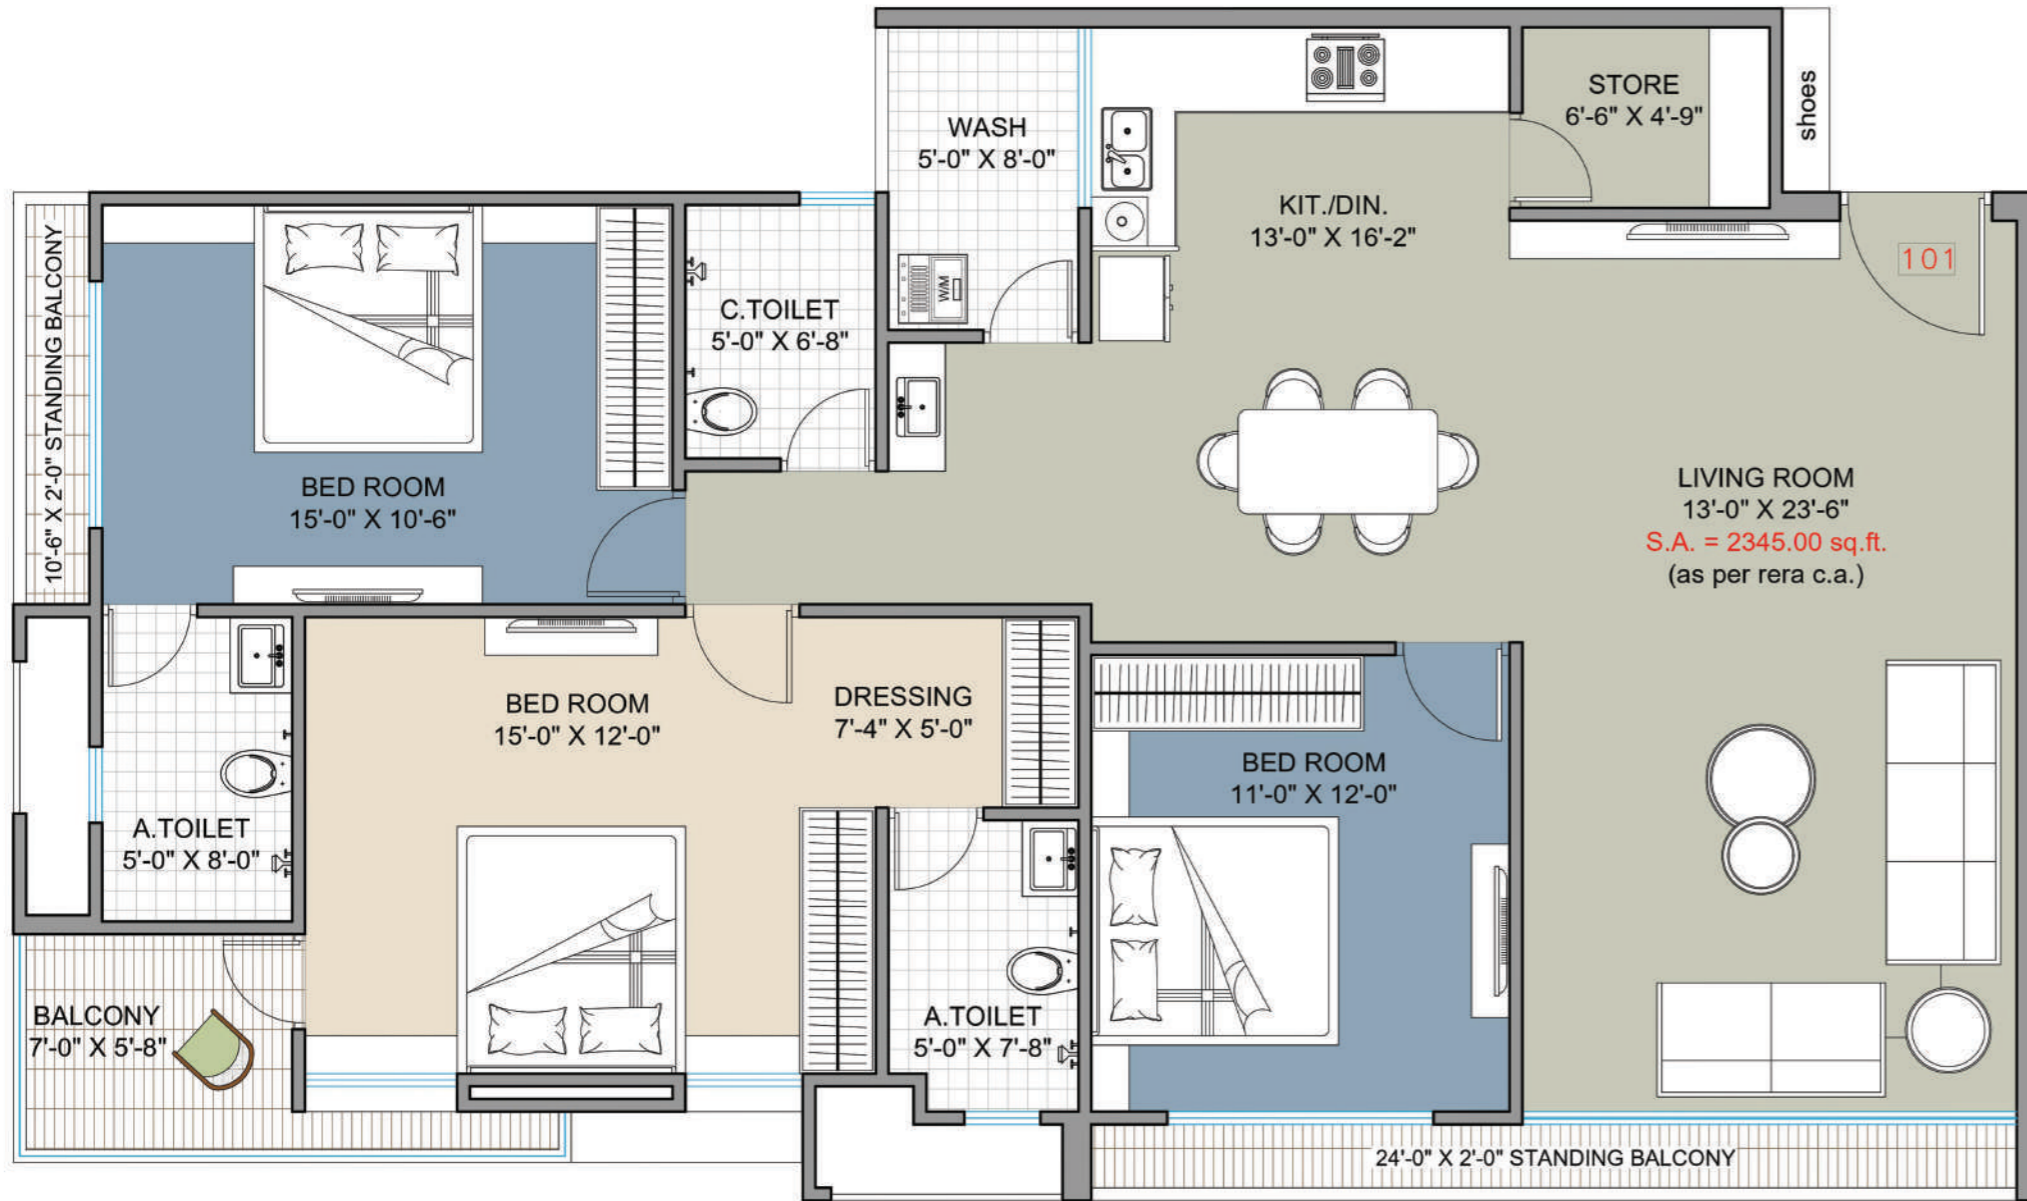 STORE
6'-6" X 4'-9"
shoes
WASH
5'-0" X 8'-0"
KIT./DIN.
13'-0" X 16'-2"
101
W/M
C.TOILET
5'-0" X 6'-8"
10'-6" X 2'-0" STANDING BALCONY
BED ROOM
15'-0" X 10'-6"
LIVING ROOM
13'-0" X 23'-6"
S.A. = 2345.00 sq.ft.
(as per rera c.a.)
BED ROOM
15'-0" X 12'-0"
DRESSING
7'-4" X 5'-0"
BED ROOM
11'-0" X 12'-0"
A.TOILET
5'-0" X 8'-0"
BALCONY
7'-0" X 5'-8"
A.TOILET
5'-0" X 7'-8"
24'-0" X 2'-0" STANDING BALCONY